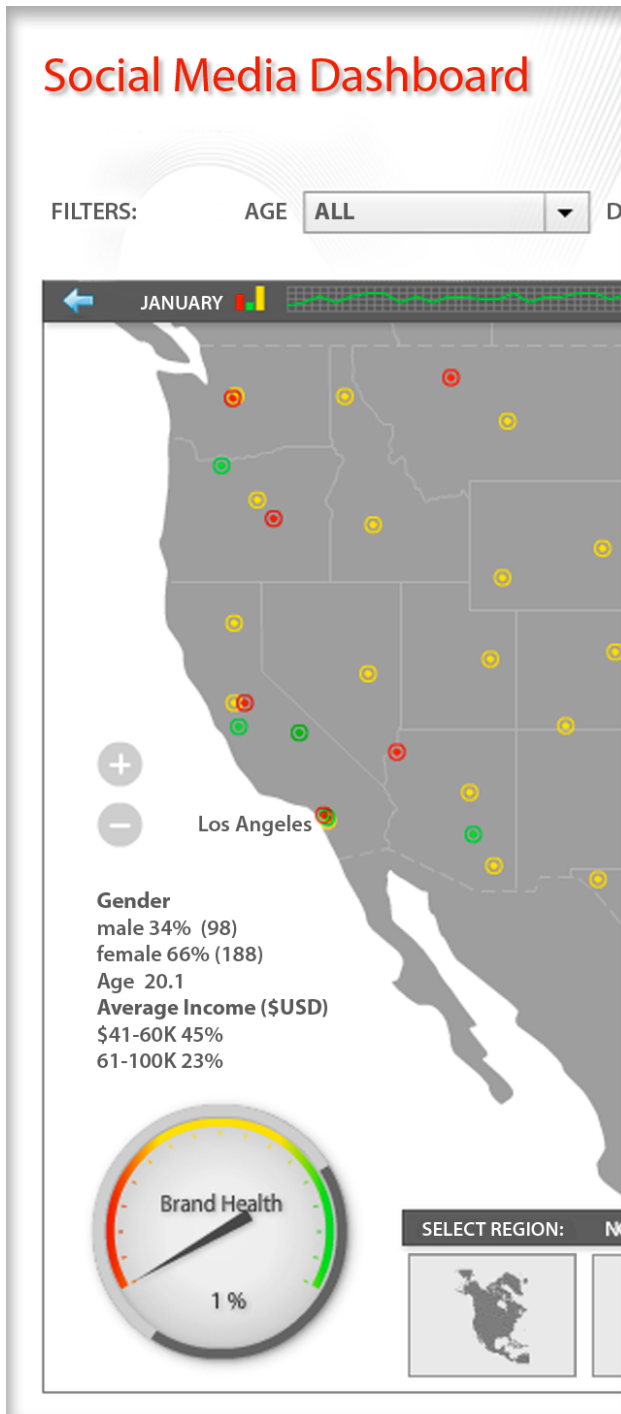 Social Media Dashboard
FILTERS: AGE ALL D
JANUARY
Los Angeles
Gender
male 34% (98)
female 66% (188)
Age 20.1
Average Income ($USD)
$41-60K 45%
61-100K 23%
Brand Health
1 %
SELECT REGION: